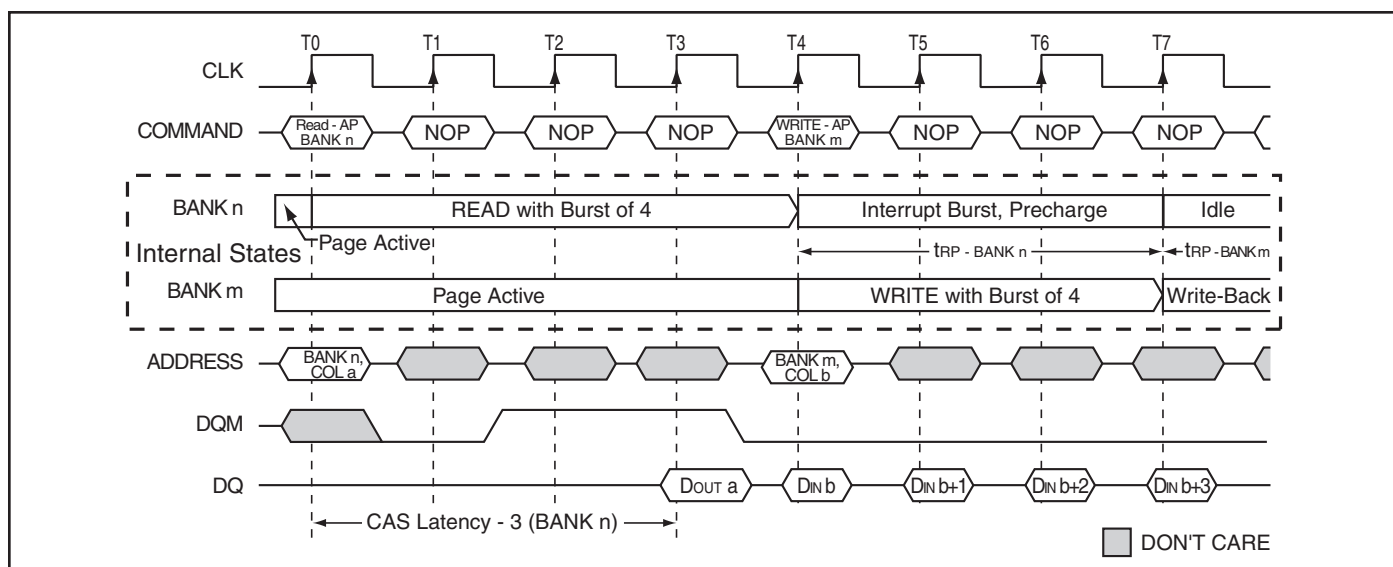 T0 T1 T2 T3 T4 T5 T6 T7
CLK
COMMAND Read - AP BANK n NOP NOP NOP WRITE - AP BANK m NOP NOP NOP
BANK n READ with Burst of 4 Interrupt Burst, Precharge Idle
Page Active tRP - BANK n tRP - BANK m
Internal States
BANK m Page Active WRITE with Burst of 4 Write-Back
ADDRESS BANK n, COL a BANK m, COL b
DQM
DQ DOUT a DIN b DIN b+1 DIN b+2 DIN b+3
CAS Latency - 3 (BANK n)
DON'T CARE